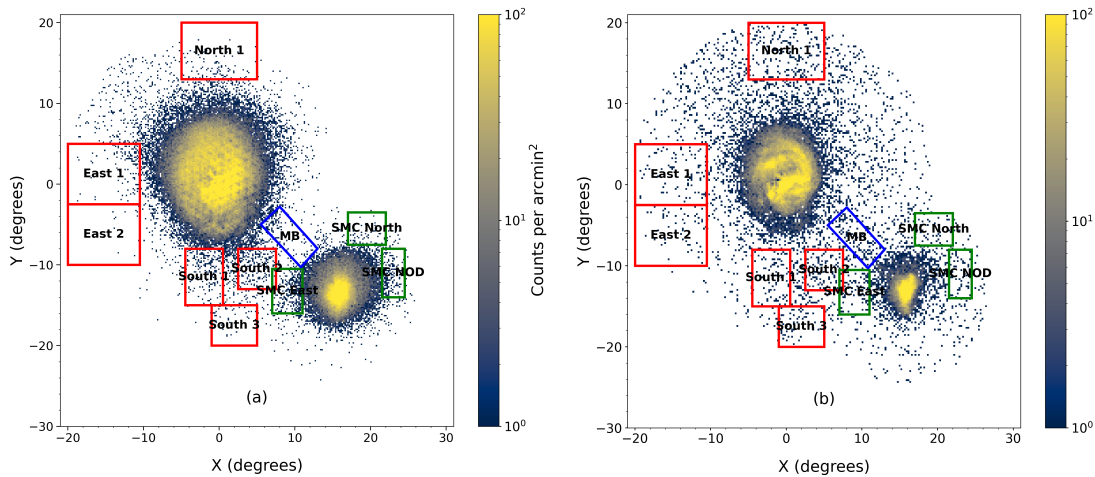 20
10
0
−10
−20
−30
−20
−10
0
10
20
30
Y (degrees)
X (degrees)
North 1
East 1
East 2
South 1
South 2
South 3
MB
SMC North
SMC NOD
SMC East
(a)
10²
10¹
10⁰
Counts per arcmin²
20
10
0
−10
−20
−30
−20
−10
0
10
20
30
Y (degrees)
X (degrees)
North 1
East 1
East 2
South 1
South 2
South 3
MB
SMC North
SMC NOD
SMC East
(b)
10²
10¹
10⁰